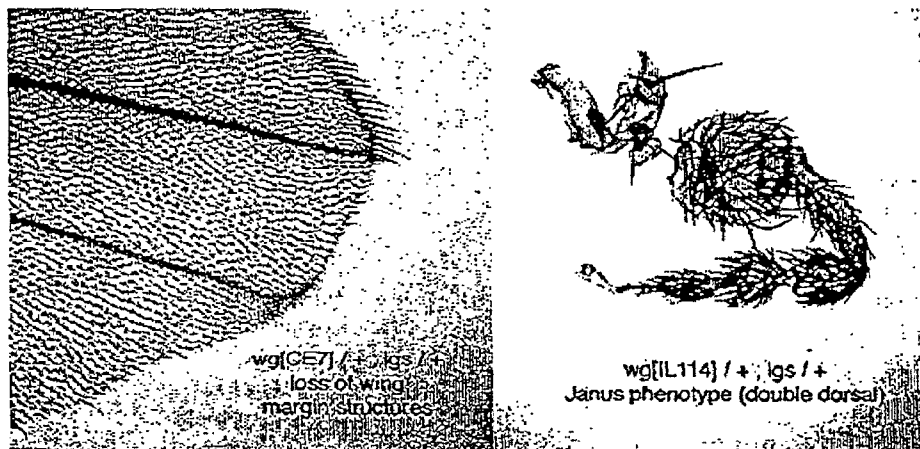 wg[CE7] / + ; lgs / +
loss of wing
margin structures
wg[IL114] / + ; lgs / +
Janus phenotype (double dorsal)